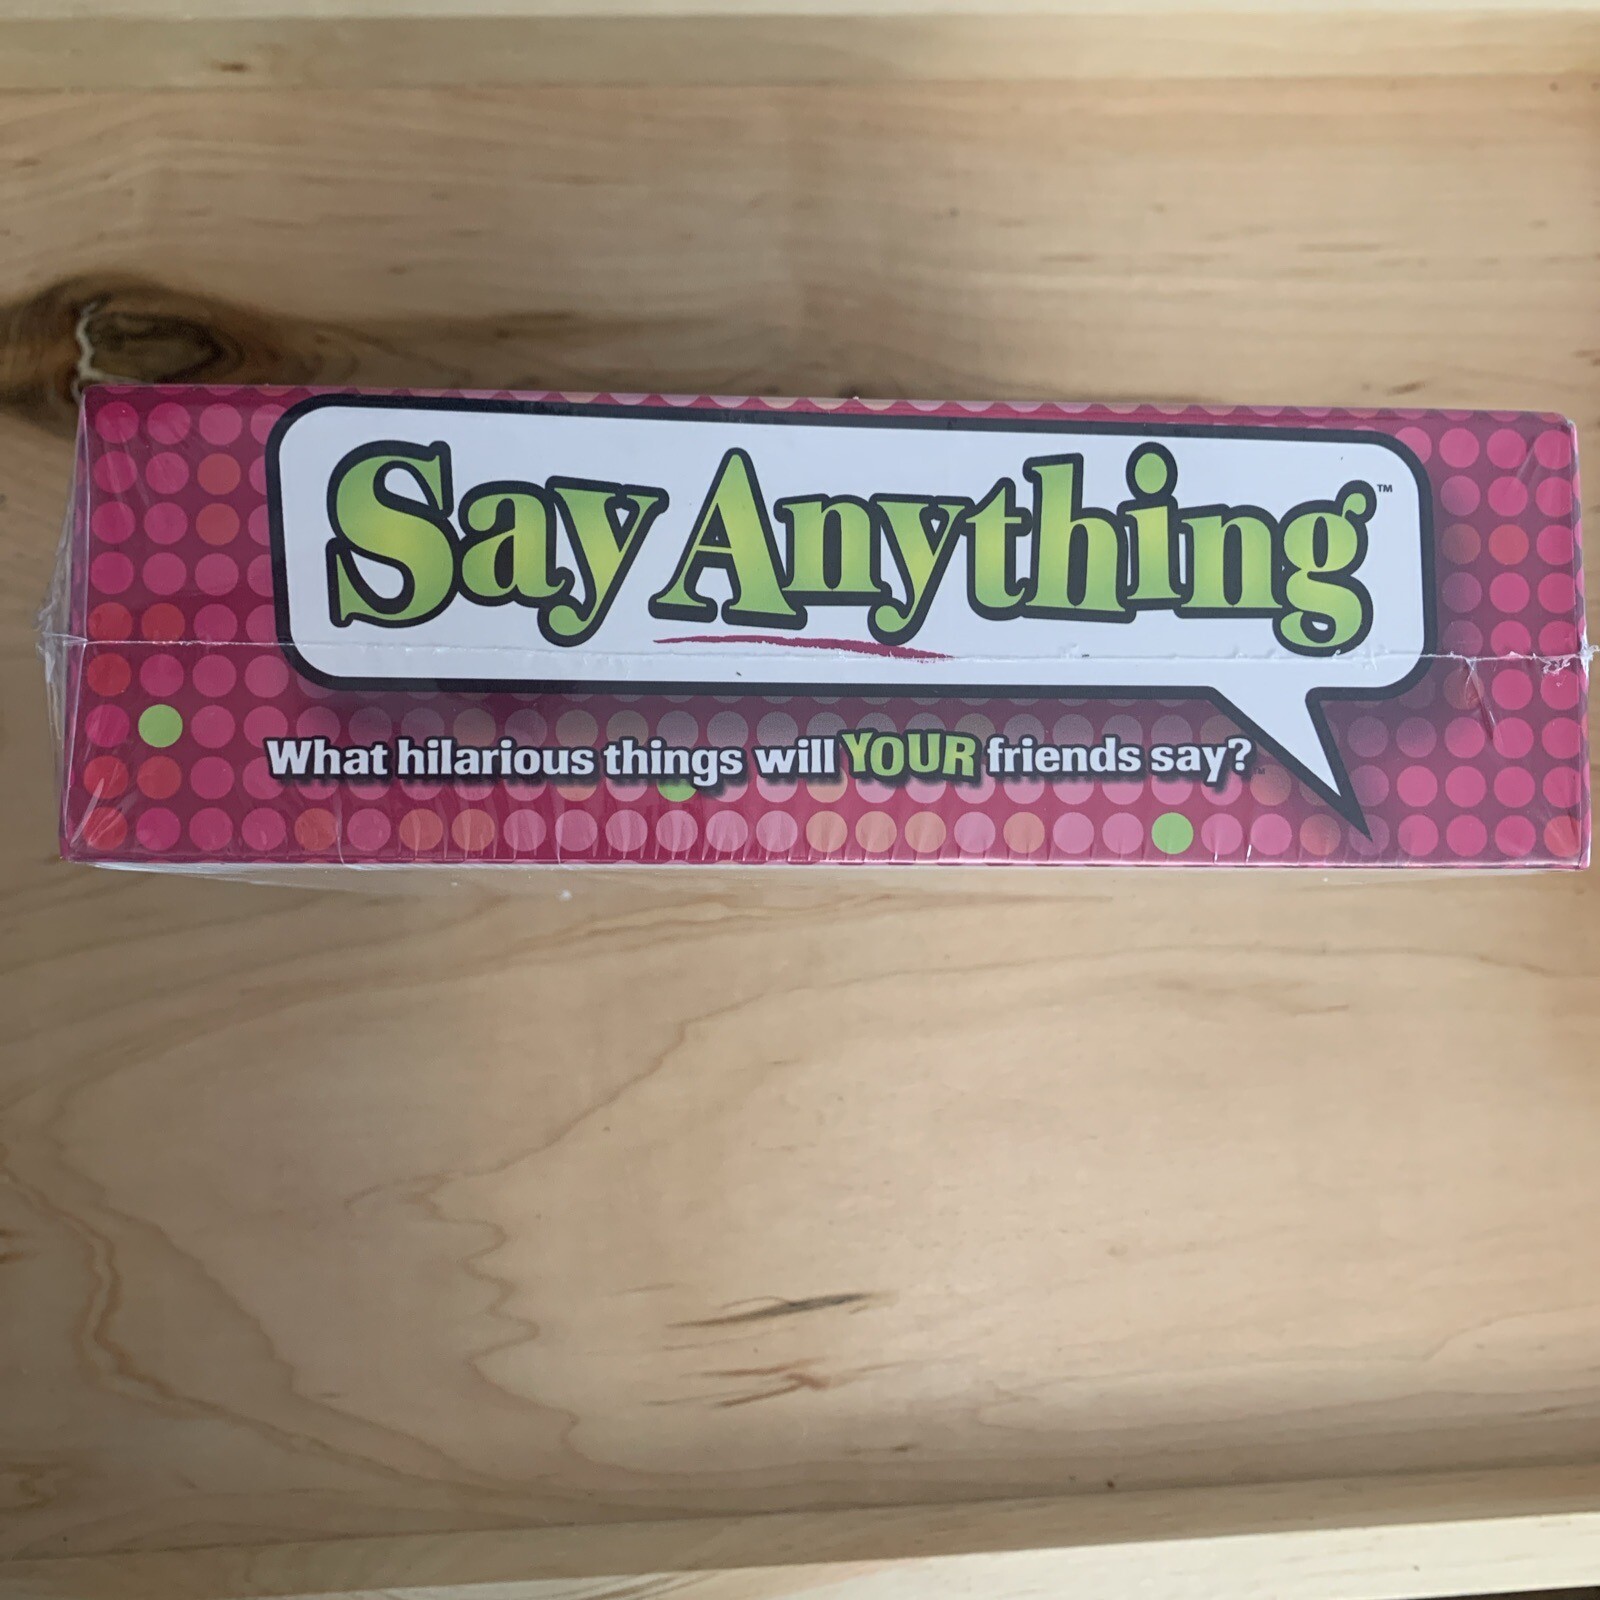 Say Anything™
What hilarious things will YOUR friends say?™